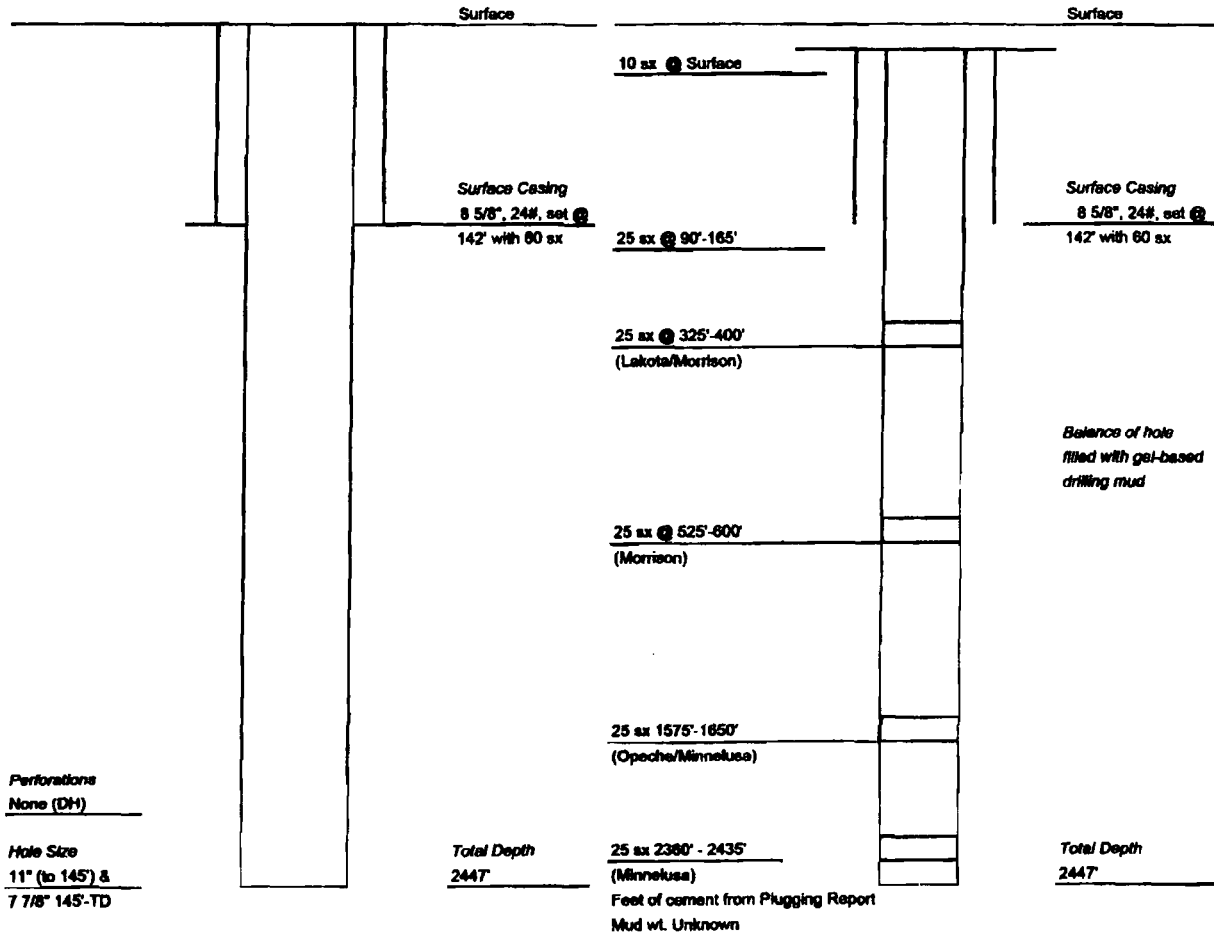 Surface
Surface Casing
8 5/8", 24#, set @
142' with 60 sx
Perforations
None (DH)
Hole Size
11" (to 145') &
7 7/8" 145'-TD
Total Depth
2447'
Surface
10 sx @ Surface
Surface Casing
8 5/8", 24#, set @
142' with 60 sx
25 sx @ 90'-165'
25 sx @ 325'-400'
(Lakota/Morrison)
Balance of hole
filled with gel-based
drilling mud
25 sx @ 525'-600'
(Morrison)
25 sx 1575'-1650'
(Opeche/Minnelusa)
25 sx 2360' - 2435'
(Minnelusa)
Feet of cement from Plugging Report
Mud wt. Unknown
Total Depth
2447'